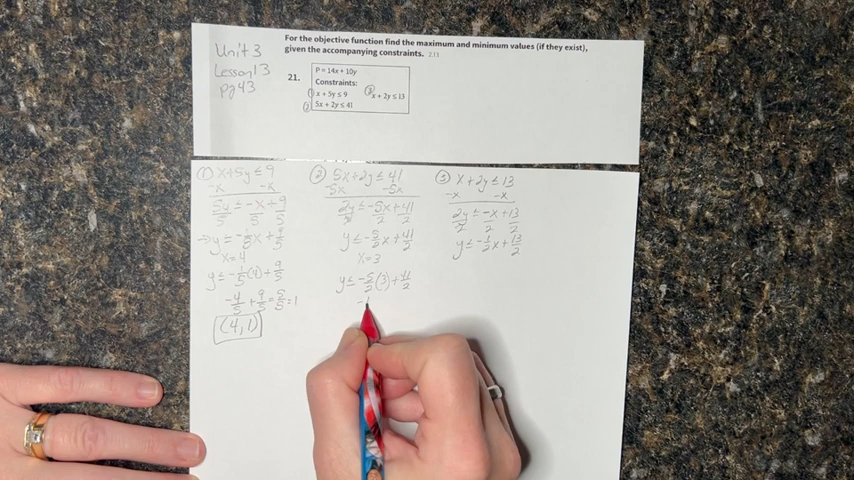 Unit 3
Lesson 13
pg 43
For the objective function find the maximum and minimum values (if they exist),
given the accompanying constraints. 2.1.3
21.
P = 14x + 10y
Constraints:
① x + 5y ≤ 9
③ x + 2y ≤ 13
② 5x + 2y ≤ 41
① x+5y ≤ 9
-x -x
5y ≤ -x + 9
5 5 5
→ y = -1/5x + 9/5
x=4
y ≤ -1/5(4) + 9/5
-4/5 + 9/5 = 5/5 = 1
(4,1)
② 5x+2y ≤ 41
-5x -5x
2y ≤ -5x + 41
2 2 2
y ≤ -5/2x + 41/2
x=3
y ≤ -5/2(3) + 41/2
③ x + 2y ≤ 13
-x -x
2y ≤ -x + 13
2 2 2
y ≤ -1/2x + 13/2